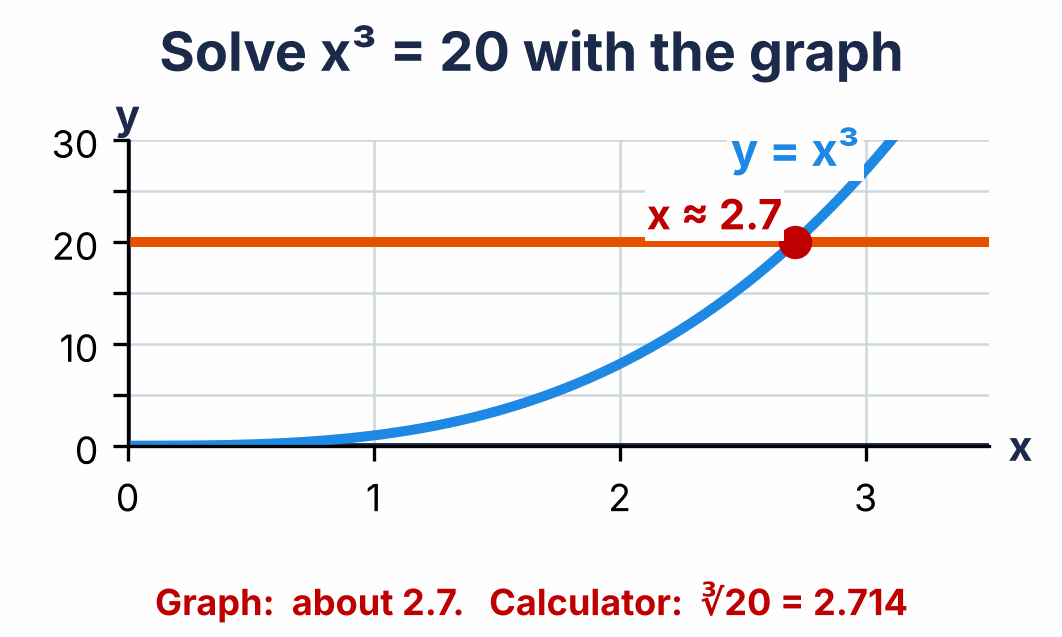 Solve x³ = 20 with the graph
y
30
y = x³
x ≈ 2.7
20
10
0
x
0 1 2 3
Graph: about 2.7. Calculator: ∛20 = 2.714